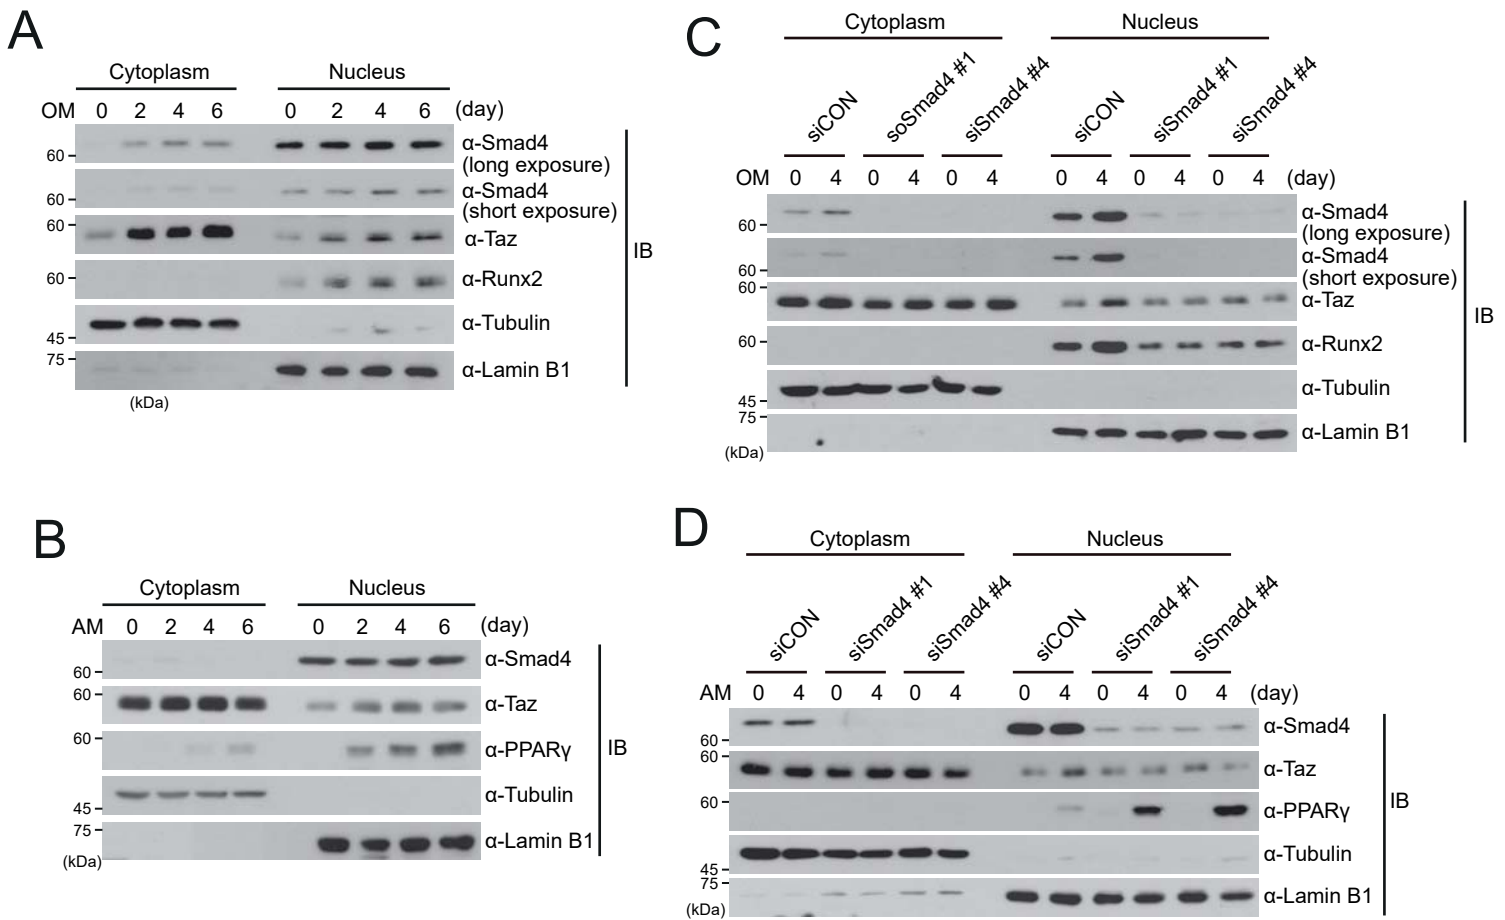 A
Cytoplasm Nucleus
OM 0 2 4 6 0 2 4 6 (day)
60 α-Smad4
(long exposure)
60 α-Smad4
(short exposure)
60 α-Taz
60 α-Runx2
45 α-Tubulin
75 α-Lamin B1
(kDa)
IB
C
Cytoplasm Nucleus
siCON soSmad4 #1 siSmad4 #4 siCON siSmad4 #1 siSmad4 #4
OM 0 4 0 4 0 4 0 4 0 4 0 4 (day)
60 α-Smad4
(long exposure)
60 α-Smad4
(short exposure)
60 α-Taz
60 α-Runx2
45 α-Tubulin
75 α-Lamin B1
(kDa)
IB
B
Cytoplasm Nucleus
AM 0 2 4 6 0 2 4 6 (day)
60 α-Smad4
60 α-Taz
60 α-PPARγ
45 α-Tubulin
75 α-Lamin B1
(kDa)
IB
D
Cytoplasm Nucleus
siCON siSmad4 #1 siSmad4 #4 siCON siSmad4 #1 siSmad4 #4
AM 0 4 0 4 0 4 0 4 0 4 0 4 (day)
60 α-Smad4
60 α-Taz
60 α-PPARγ
45 α-Tubulin
75 α-Lamin B1
(kDa)
IB